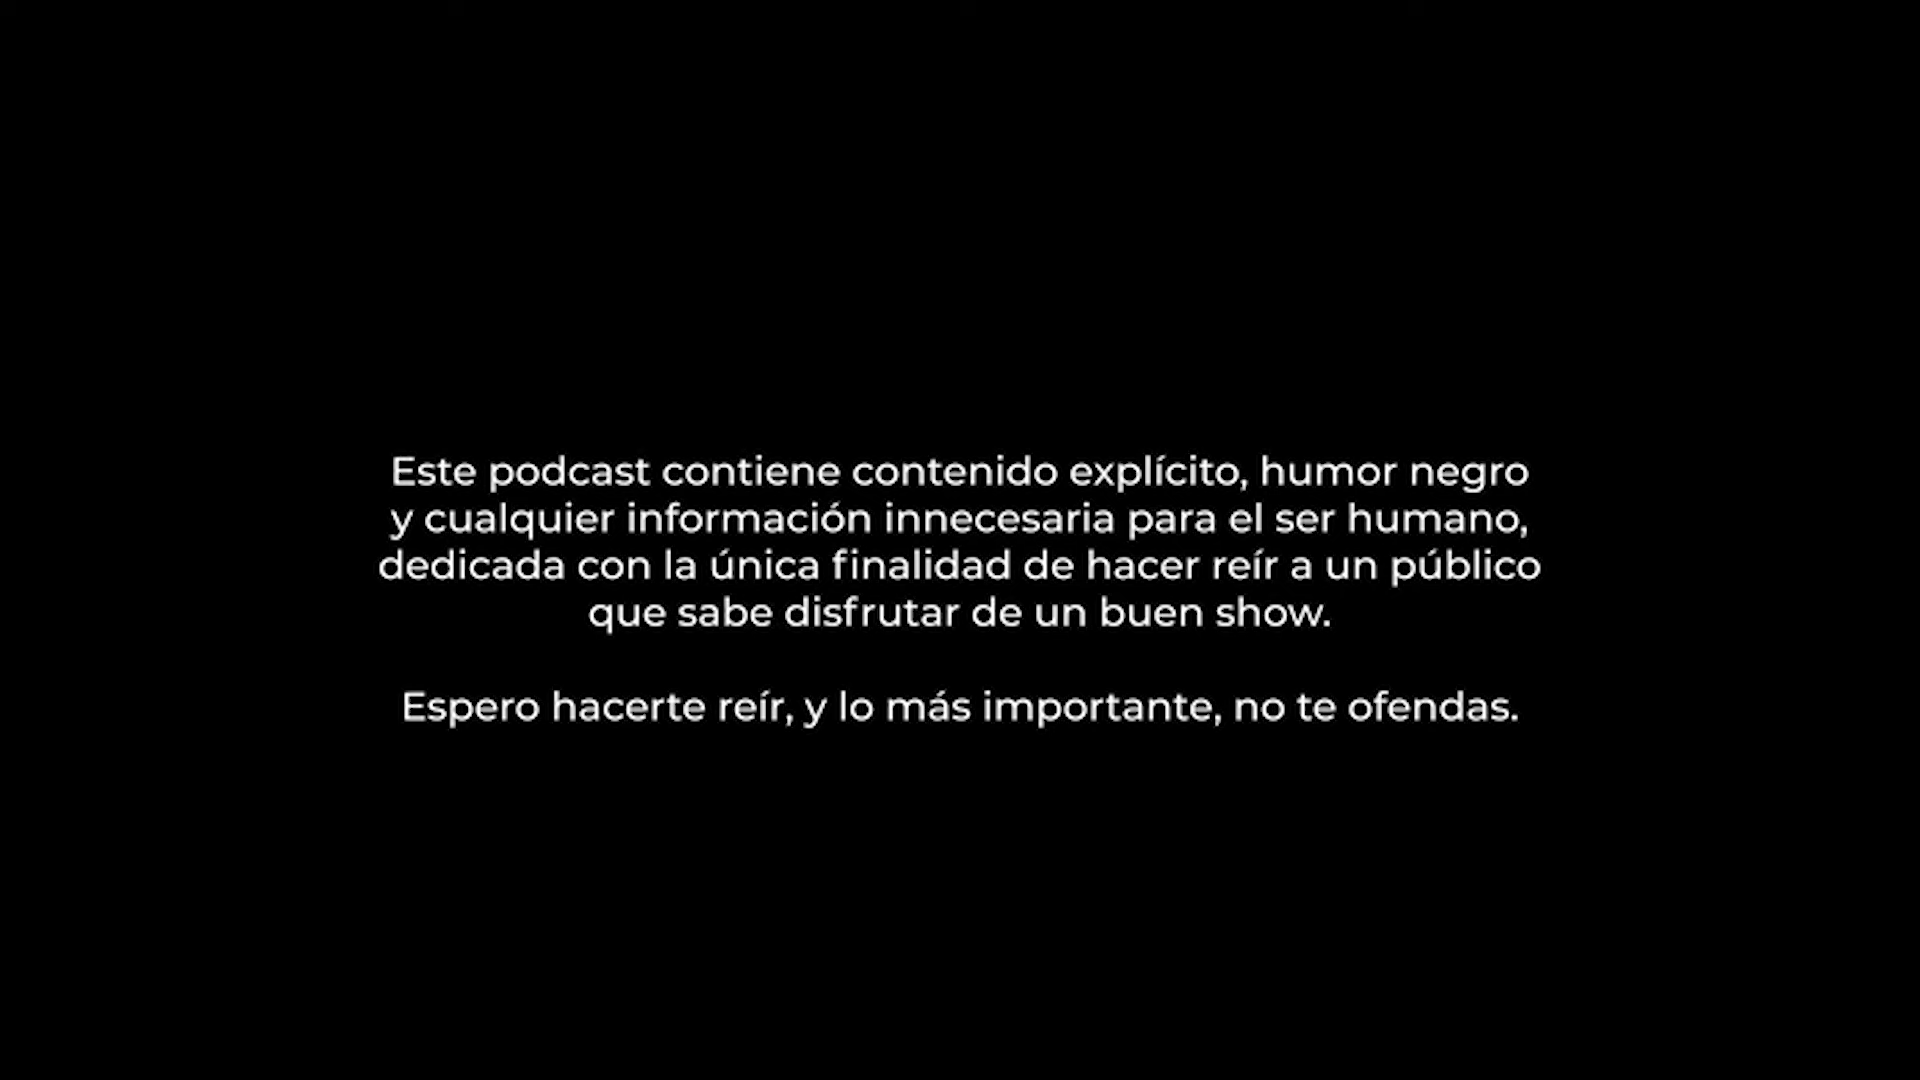 Este podcast contiene contenido explícito, humor negro
y cualquier información innecesaria para el ser humano,
dedicada con la única finalidad de hacer reír a un público
que sabe disfrutar de un buen show.
Espero hacerte reír, y lo más importante, no te ofendas.